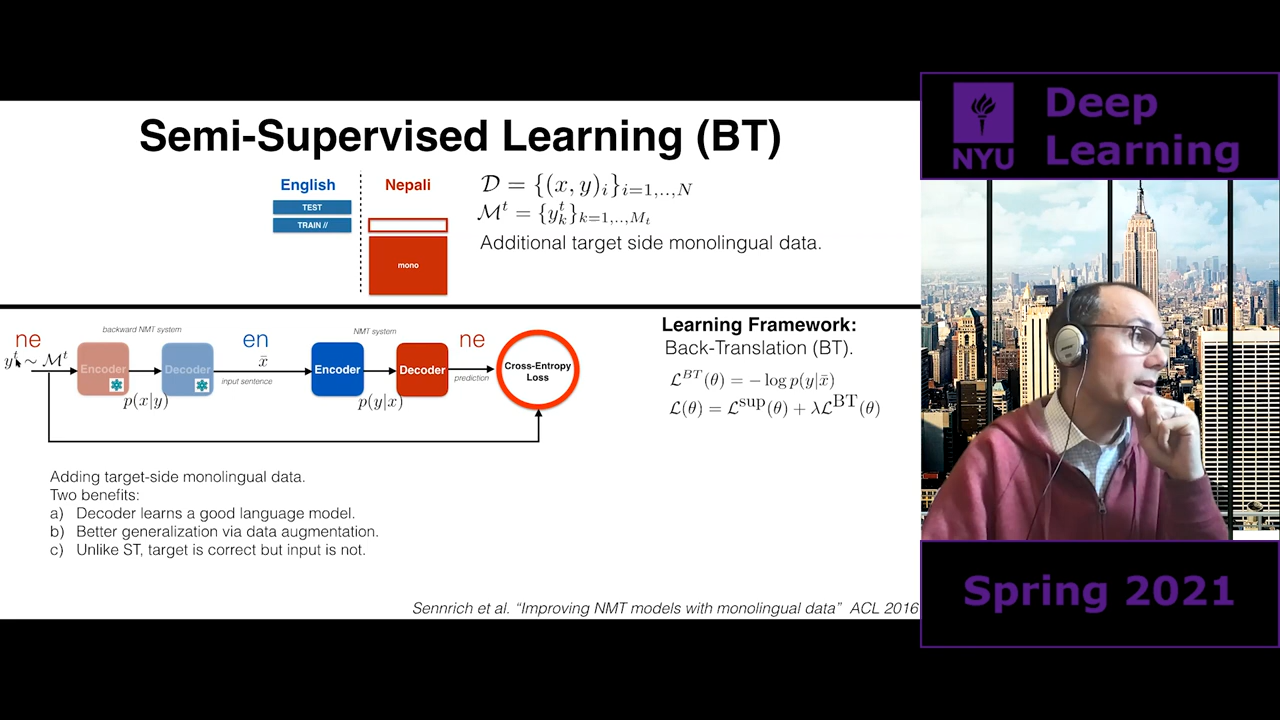 Semi-Supervised Learning (BT)
English
Nepali
TEST
TRAIN //
mono
𝒟 = {(x, y)_i}_{i=1,..,N}
ℳ^t = {y_k^t}_{k=1,..,M_t}
Additional target side monolingual data.
ne
y^t ~ ℳ^t
backward NMT system
Encoder
Decoder
p(x|y)
en
x̄
input sentence
NMT system
Encoder
Decoder
p(y|x)
ne
prediction
Cross-Entropy
Loss
Learning Framework:
Back-Translation (BT).
ℒ^{BT}(θ) = − log p(y|x̄)
ℒ(θ) = ℒ^{sup}(θ) + λℒ^{BT}(θ)
Adding target-side monolingual data.
Two benefits:
a) Decoder learns a good language model.
b) Better generalization via data augmentation.
c) Unlike ST, target is correct but input is not.
Sennrich et al. “Improving NMT models with monolingual data” ACL 2016
NYU
Deep
Learning
Spring 2021